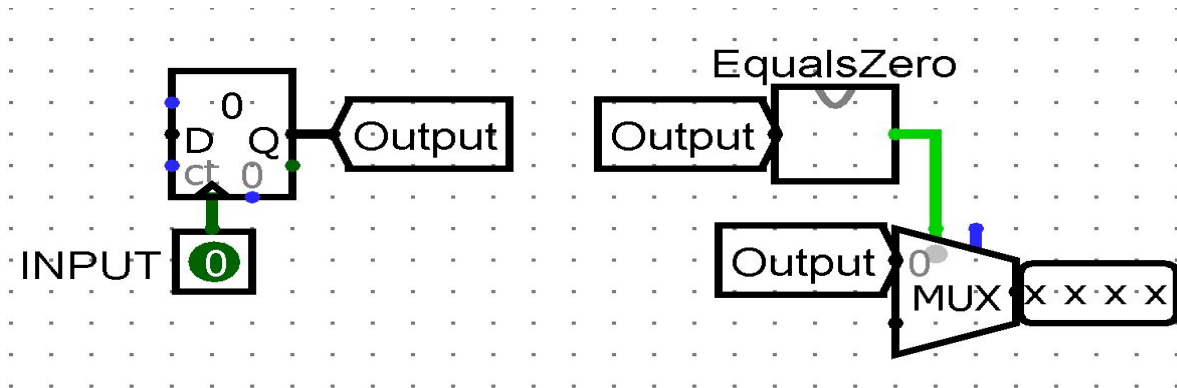 EqualsZero
0
D Q
ct 0
Output
Output
INPUT
0
Output
0
MUX
x x x x